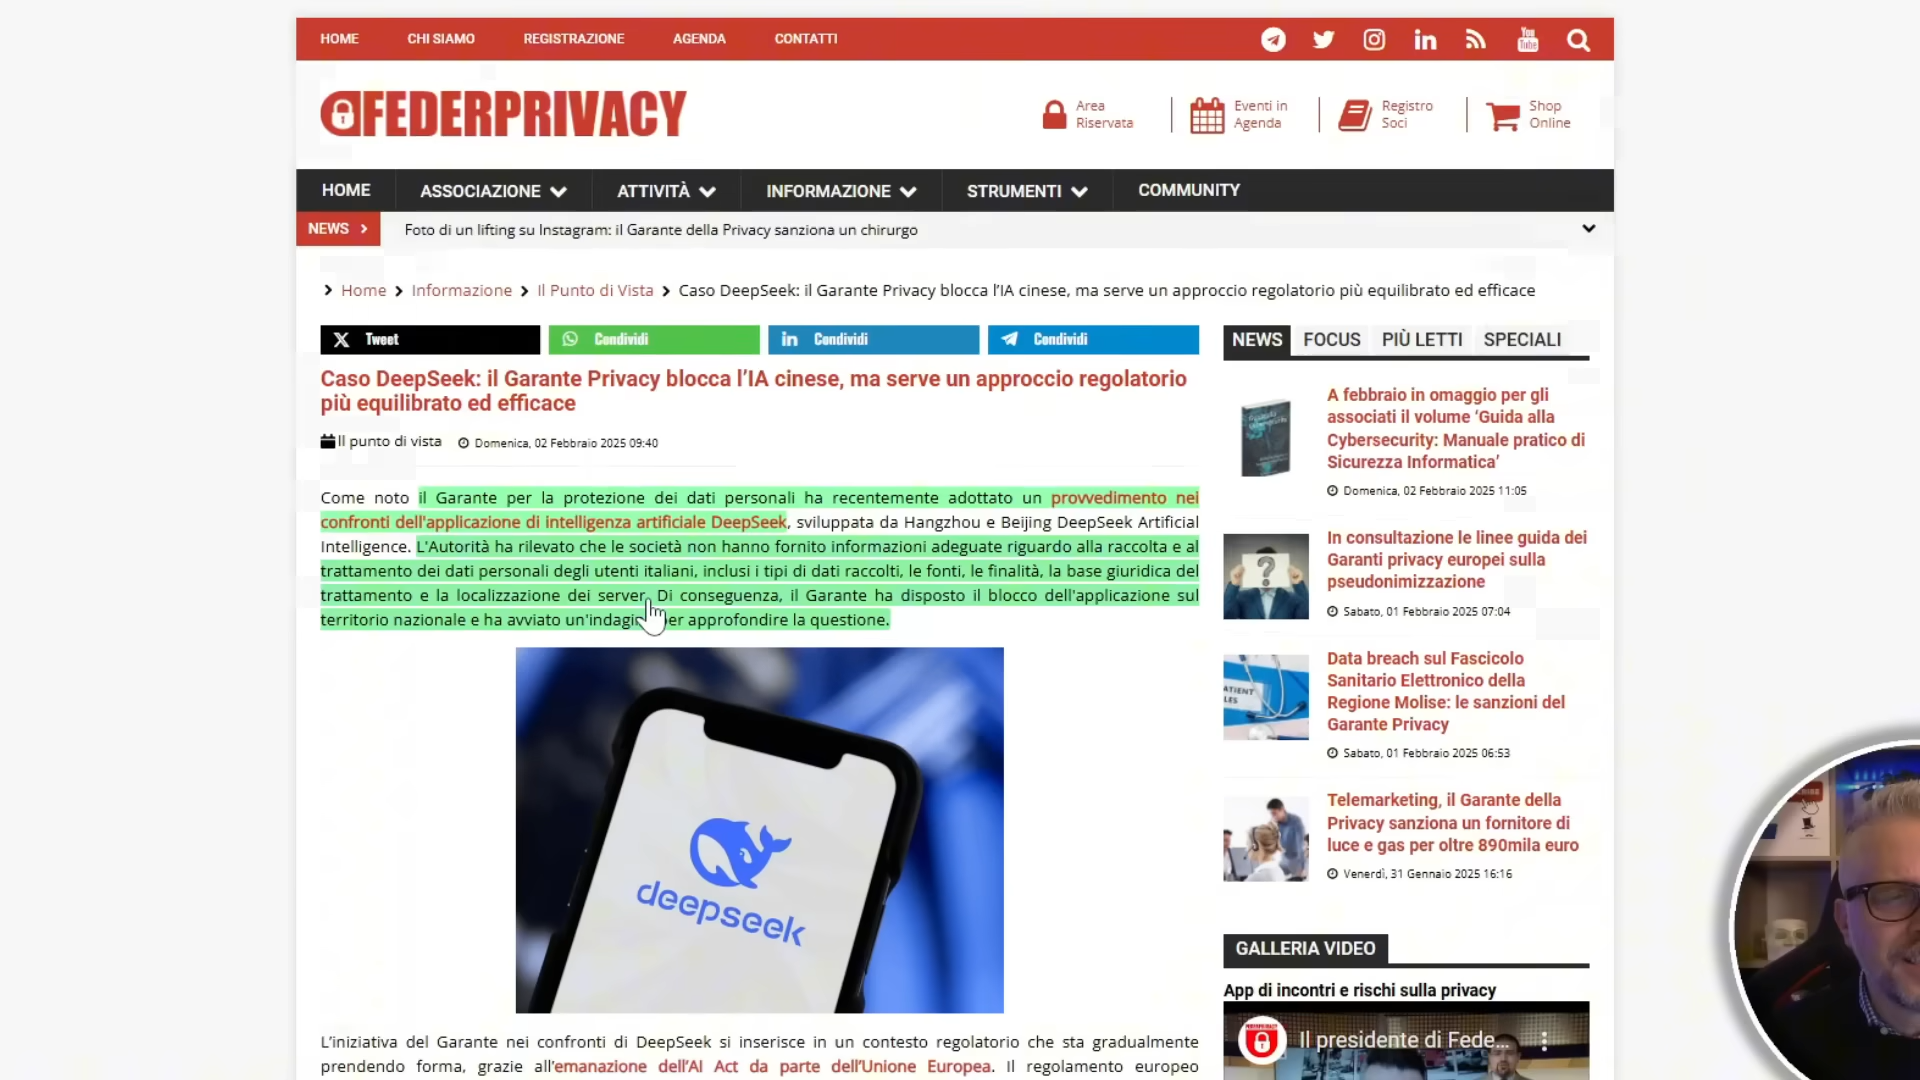 HOME CHI SIAMO REGISTRAZIONE AGENDA CONTATTI
You Tube
FEDERPRIVACY
Area Riservata
Eventi in Agenda
Registro Soci
Shop Online
HOME ASSOCIAZIONE ATTIVITÀ INFORMAZIONE STRUMENTI COMMUNITY
NEWS Foto di un lifting su Instagram: il Garante della Privacy sanziona un chirurgo
Home Informazione Il Punto di Vista Caso DeepSeek: il Garante Privacy blocca l’IA cinese, ma serve un approccio regolatorio più equilibrato ed efficace
Tweet Condividi Condividi Condividi
Caso DeepSeek: il Garante Privacy blocca l’IA cinese, ma serve un approccio regolatorio
più equilibrato ed efficace
Il punto di vista Domenica, 02 Febbraio 2025 09:40
Come noto il Garante per la protezione dei dati personali ha recentemente adottato un provvedimento nei
confronti dell'applicazione di intelligenza artificiale DeepSeek, sviluppata da Hangzhou e Beijing DeepSeek Artificial
Intelligence. L'Autorità ha rilevato che le società non hanno fornito informazioni adeguate riguardo alla raccolta e al
trattamento dei dati personali degli utenti italiani, inclusi i tipi di dati raccolti, le fonti, le finalità, la base giuridica del
trattamento e la localizzazione dei server. Di conseguenza, il Garante ha disposto il blocco dell'applicazione sul
territorio nazionale e ha avviato per approfondire la questione.
deepseek
L’iniziativa del Garante nei confronti di DeepSeek si inserisce in un contesto regolatorio che sta gradualmente
prendendo forma, grazie all’emanazione dell’AI Act da parte dell’Unione Europea. Il regolamento europeo
NEWS FOCUS PIÙ LETTI SPECIALI
A febbraio in omaggio per gli
associati il volume ‘Guida alla
Cybersecurity: Manuale pratico di
Sicurezza Informatica’
Domenica, 02 Febbraio 2025 11:05
In consultazione le linee guida dei
Garanti privacy europei sulla
pseudonimizzazione
Sabato, 01 Febbraio 2025 07:04
Data breach sul Fascicolo
Sanitario Elettronico della
Regione Molise: le sanzioni del
Garante Privacy
Sabato, 01 Febbraio 2025 06:53
Telemarketing, il Garante della
Privacy sanziona un fornitore di
luce e gas per oltre 890mila euro
Venerdì, 31 Gennaio 2025 16:16
GALLERIA VIDEO
App di incontri e rischi sulla privacy
Il presidente di Fede...